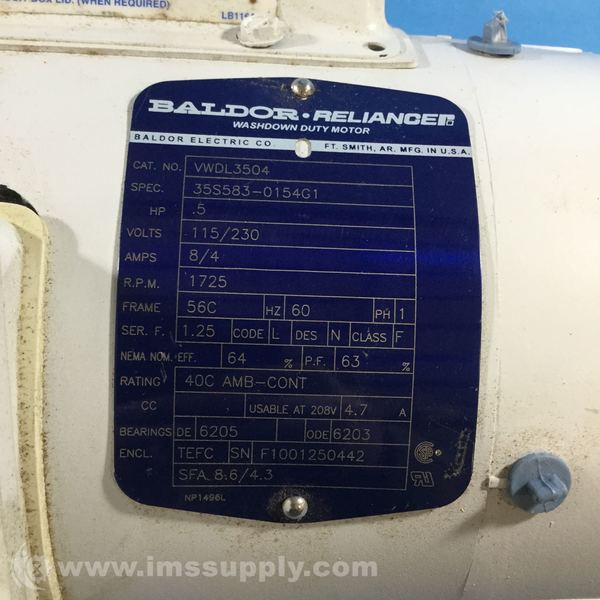 BOX LID. (WHEN REQUIRED)
BALDOR • RELIANCE
WASHDOWN DUTY MOTOR
BALDOR ELECTRIC CO. FT. SMITH, AR. MFG. IN U.S.A.
CAT. NO. VWDL3504
SPEC. 35S583-0154G1
HP .5
VOLTS 115/230
AMPS 8/4
R.P.M. 1725
FRAME 56C HZ 60 PH 1
SER. F. 1.25 CODE L DES N CLASS F
NEMA NOM. EFF. 64 % P.F. 63 %
RATING 40C AMB-CONT
CC USABLE AT 208V 4.7 A
BEARINGS DE 6205 ODE 6203
ENCL. TEFC SN F1001250442
SFA 8.6/4.3
NP1496L
www.imssupply.com